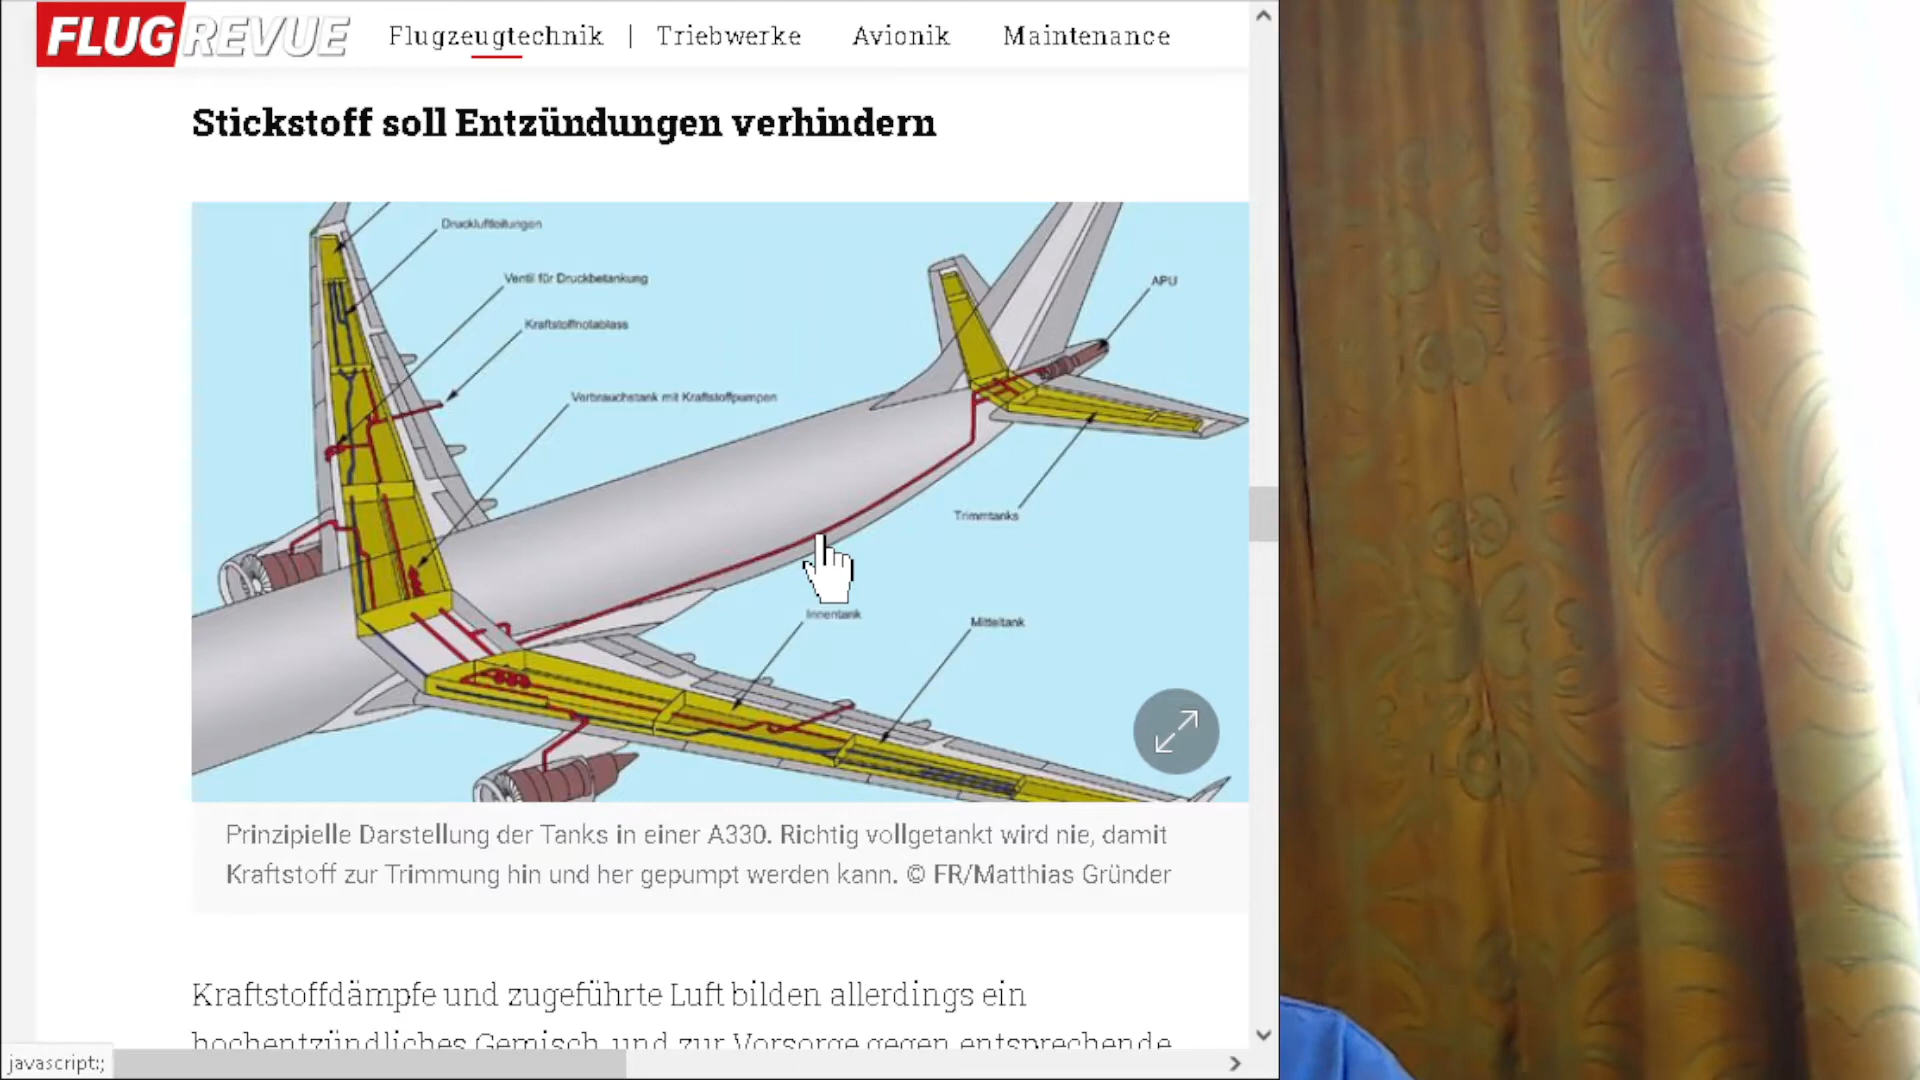 FLUGREVUE Flugzeugtechnik | Triebwerke Avionik Maintenance
Stickstoff soll Entzündungen verhindern
Druckluftleitungen
Ventil für Druckbetankung
APU
Kraftstoffnotablass
Verbrauchstank mit Kraftstoffpumpen
Trimmtanks
Innentank
Mitteltank
Prinzipielle Darstellung der Tanks in einer A330. Richtig vollgetankt wird nie, damit
Kraftstoff zur Trimmung hin und her gepumpt werden kann. © FR/Matthias Gründer
Kraftstoffdämpfe und zugeführte Luft bilden allerdings ein
hochentzündliches Gemisch, und zur Vorsorge gegen entsprechende
javascript:;